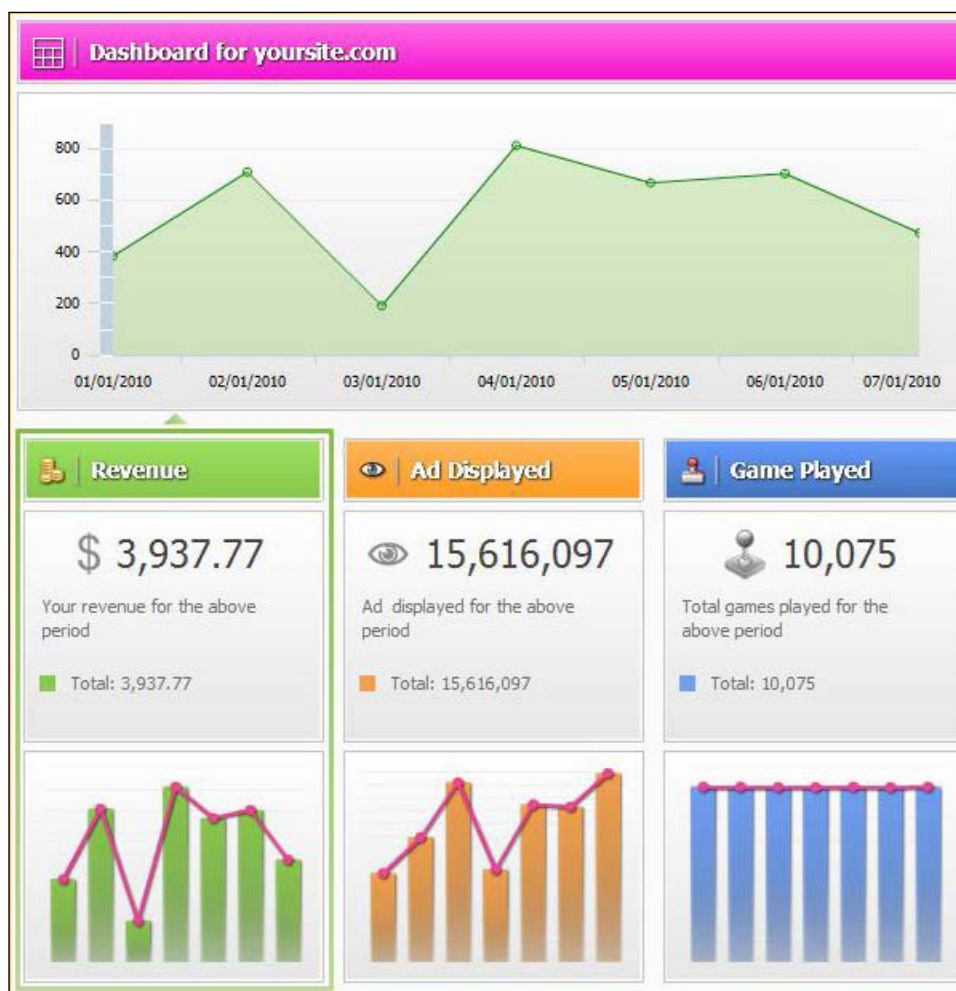 Dashboard for yoursite.com
800
600
400
200
0
01/01/2010 02/01/2010 03/01/2010 04/01/2010 05/01/2010 06/01/2010 07/01/2010
Revenue
$ 3,937.77
Your revenue for the above
period
Total: 3,937.77
Ad Displayed
15,616,097
Ad displayed for the above
period
Total: 15,616,097
Game Played
10,075
Total games played for the
above period
Total: 10,075